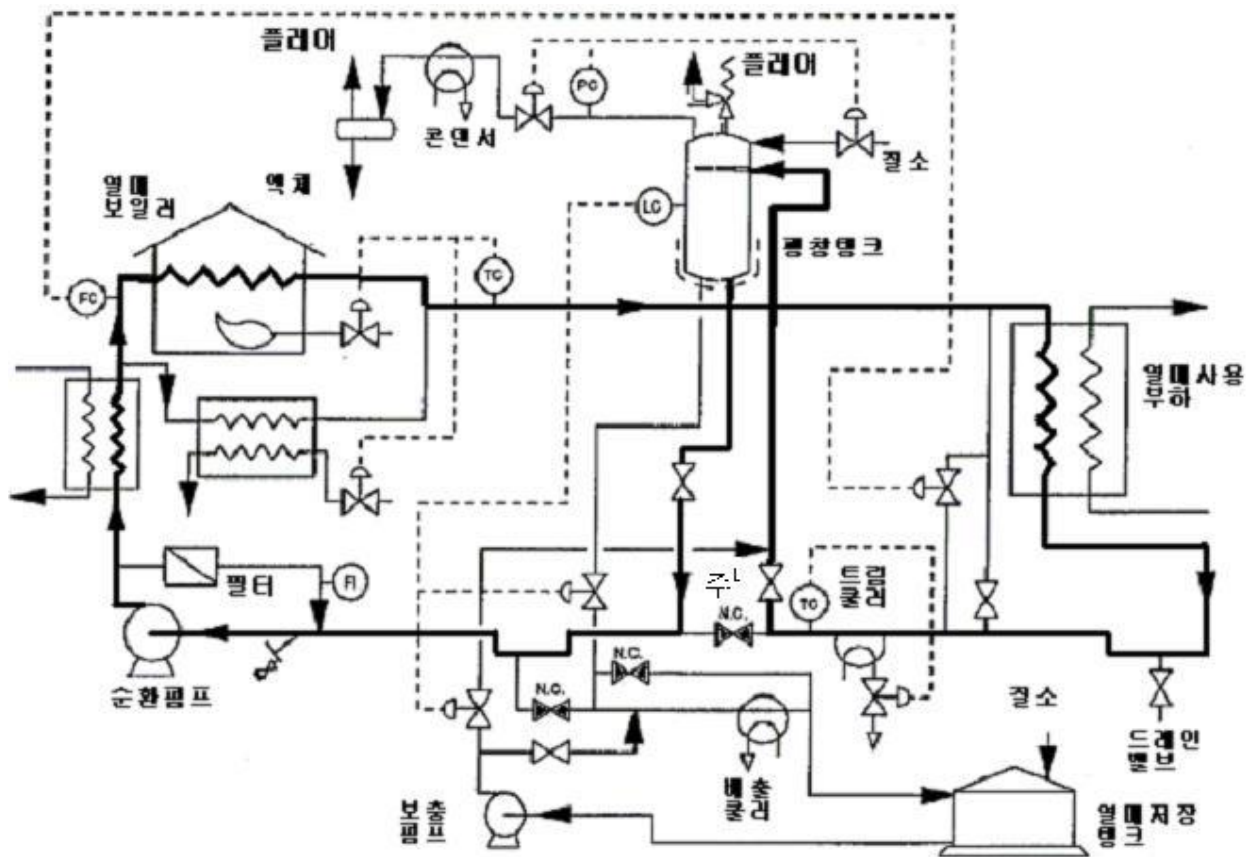 플레어
플레어
PC
콘덴서
질소
열매
보일러
액체
LC
팽창탱크
TC
FC
열매사용
부하
필터
FI
주
TC
드럼
쿨러
N.C.
N.C.
N.C.
순환펌프
질소
드레인
밸브
배출
쿨러
보충
펌프
열매저장
탱크